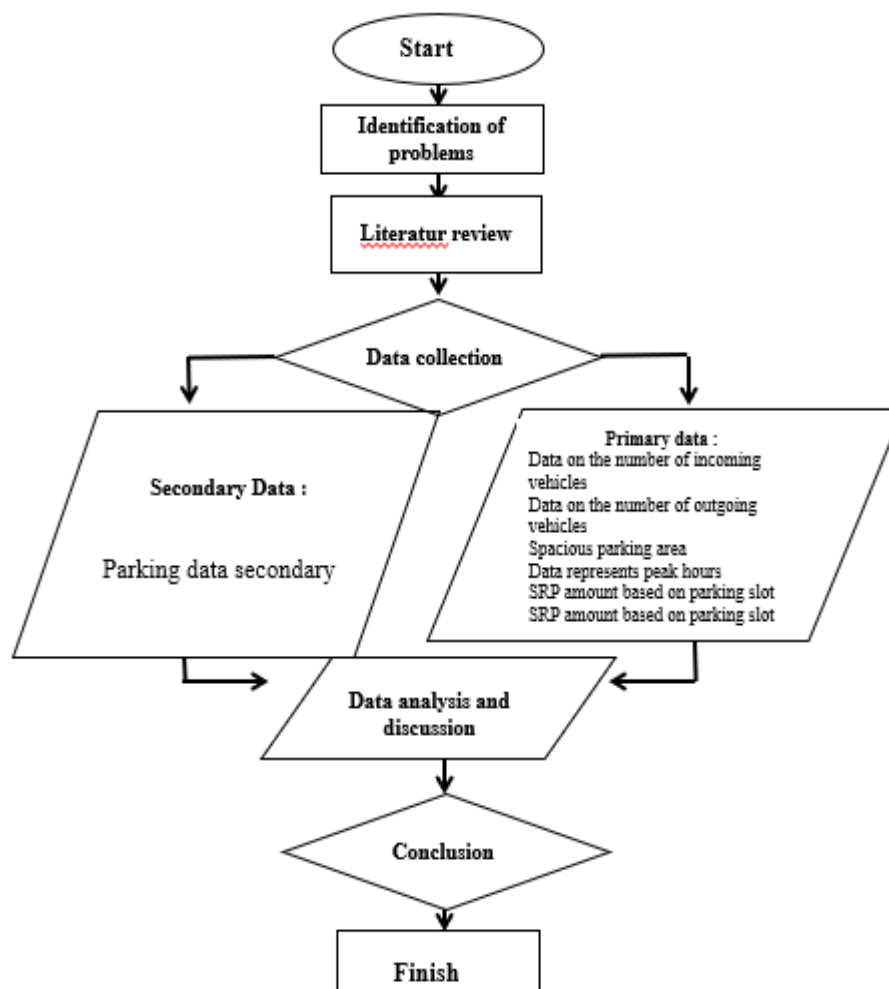 Start
Identification of
problems
Literatur review
Data collection
Secondary Data :
Parking data secondary
Primary data :
Data on the number of incoming
vehicles
Data on the number of outgoing
vehicles
Spacious parking area
Data represents peak hours
SRP amount based on parking slot
SRP amount based on parking slot
Data analysis and
discussion
Conclusion
Finish